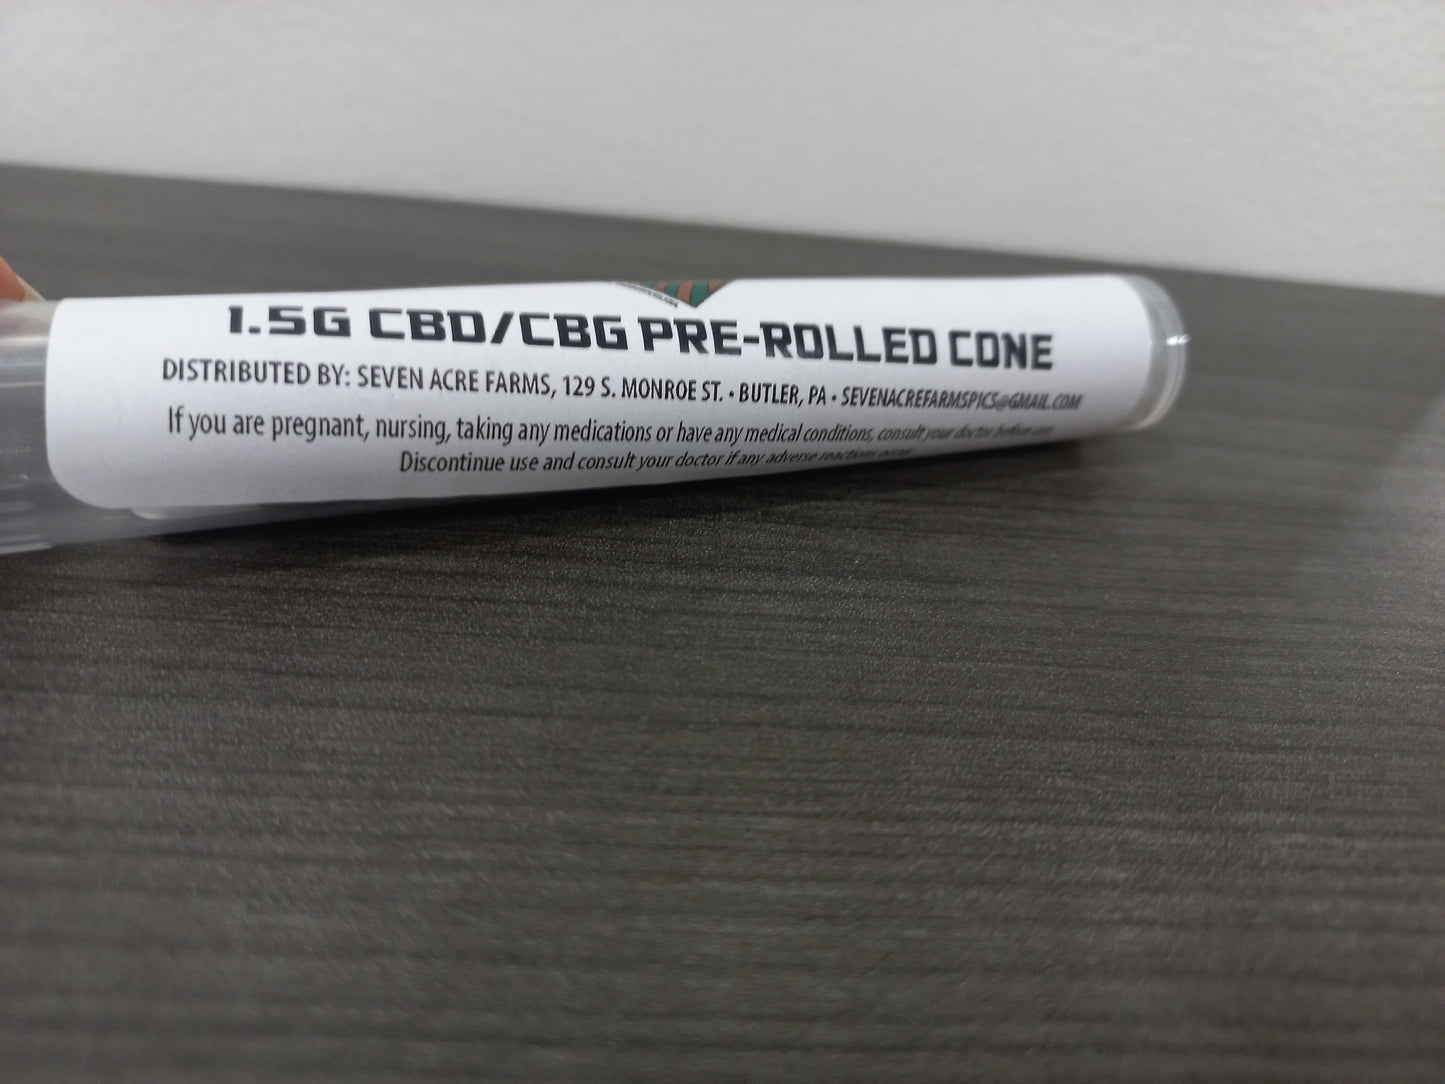 1.5G CBD/CBG PRE-ROLLED CONE
DISTRIBUTED BY: SEVEN ACRE FARMS, 129 S. MONROE ST. • BUTLER, PA • SEVENACREFARMSPICS@GMAIL.COM
If you are pregnant, nursing, taking any medications or have any medical conditions, consult your doctor before use.
Discontinue use and consult your doctor if any adverse reactions occur.